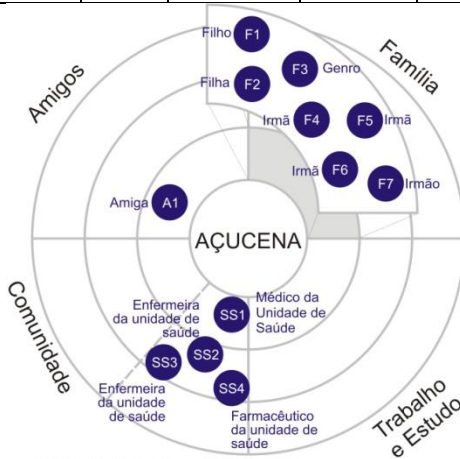 Amigos
Família
Filho
F1
Filha
F2
F3
Genro
Irmã
F4
F5
Irmã
Irmã
F6
F7
Irmão
Amiga
A1
AÇUCENA
Comunidade
Enfermeira
da unidade de
saúde
SS1
Médico da
Unidade de
Saúde
SS2
SS3
Enfermeira
da unidade
de saúde
SS4
Farmacêutico
da unidade de
saúde
Trabalho
e Estudo